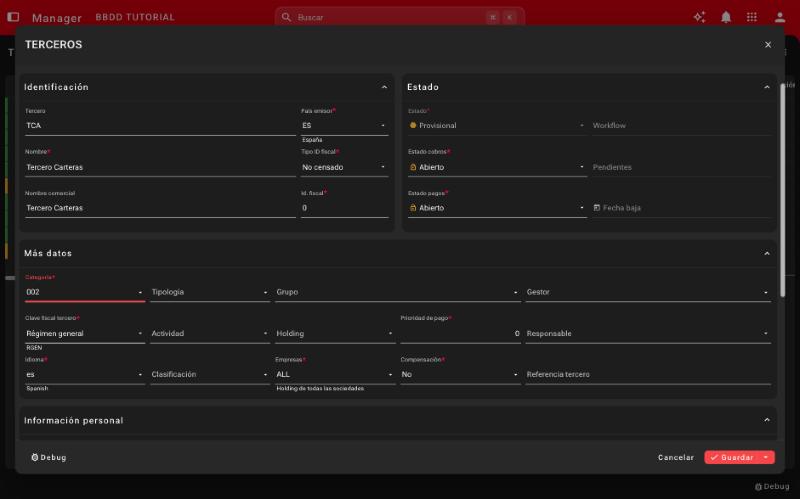 Manager BBDD TUTORIAL Buscar ⌘ K
TERCEROS
Identificación
Tercero País emisor*
TCA ES
España
Nombre* Tipo ID fiscal*
Tercero Carteras No censado
Nombre comercial Id. fiscal*
Tercero Carteras 0
Estado
Estado*
Provisional Workflow
Estado cobros*
Abierto Pendientes
Estado pagos*
Abierto Fecha baja
Más datos
Categoría*
002 Tipología Grupo Gestor
Clave fiscal tercero* Prioridad de pago*
Régimen general Actividad Holding 0 Responsable
RGEN
Idioma* Empresas* Compensación*
es Clasificación ALL No Referencia tercero
Spanish Holding de todas las sociedades
Información personal
Debug Cancelar Guardar
Debug